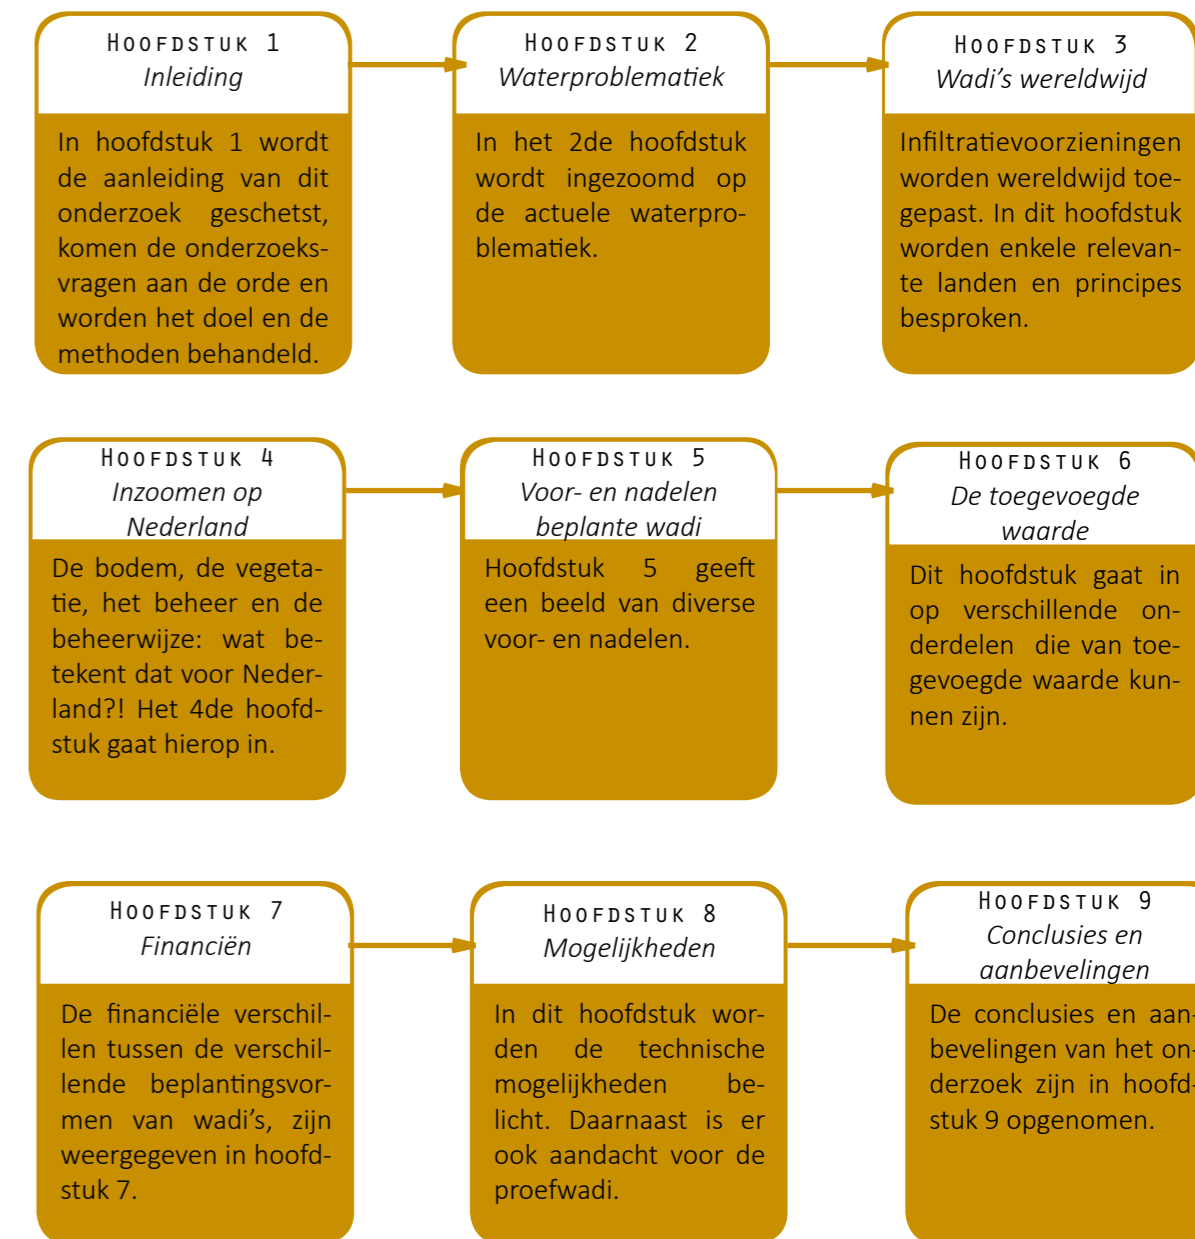 HOOFDSTUK 1
Inleiding
In hoofdstuk 1 wordt
de aanleiding van dit
onderzoek geschetst,
komen de onderzoeks-
vragen aan de orde en
worden het doel en de
methoden behandeld.
HOOFDSTUK 2
Waterproblematiek
In het 2de hoofdstuk
wordt ingezoomd op
de actuele waterpro-
blematiek.
HOOFDSTUK 3
Wadi's wereldwijd
Infiltratievoorzieningen
worden wereldwijd toe-
gepast. In dit hoofdstuk
worden enkele relevan-
te landen en principes
besproken.
HOOFDSTUK 4
Inzoomen op
Nederland
De bodem, de vegeta-
tie, het beheer en de
beheerwijze: wat be-
tekent dat voor Neder-
land?! Het 4de hoofd-
stuk gaat hierop in.
HOOFDSTUK 5
Voor- en nadelen
beplante wadi
Hoofdstuk 5 geeft
een beeld van diverse
voor- en nadelen.
HOOFDSTUK 6
De toegevoegde
waarde
Dit hoofdstuk gaat in
op verschillende on-
derdelen die van toe-
gevoegde waarde kun-
nen zijn.
HOOFDSTUK 7
Financiën
De financiële verschil-
len tussen de verschil-
lende beplantingsvor-
men van wadi's, zijn
weergegeven in hoofd-
stuk 7.
HOOFDSTUK 8
Mogelijkheden
In dit hoofdstuk wor-
den de technische
mogelijkheden be-
licht. Daarnaast is er
ook aandacht voor de
proefwadi.
HOOFDSTUK 9
Conclusies en
aanbevelingen
De conclusies en aan-
bevelingen van het on-
derzoek zijn in hoofd-
stuk 9 opgenomen.